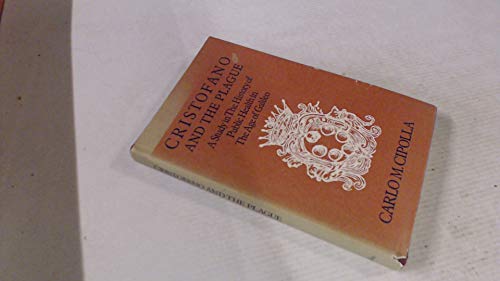 CRISTOFANO
AND THE PLAGUE
A Study in The History of
Public Health in
The Age of Galileo
CARLO M. CIPOLLA
CRISTOFANO AND THE PLAGUE